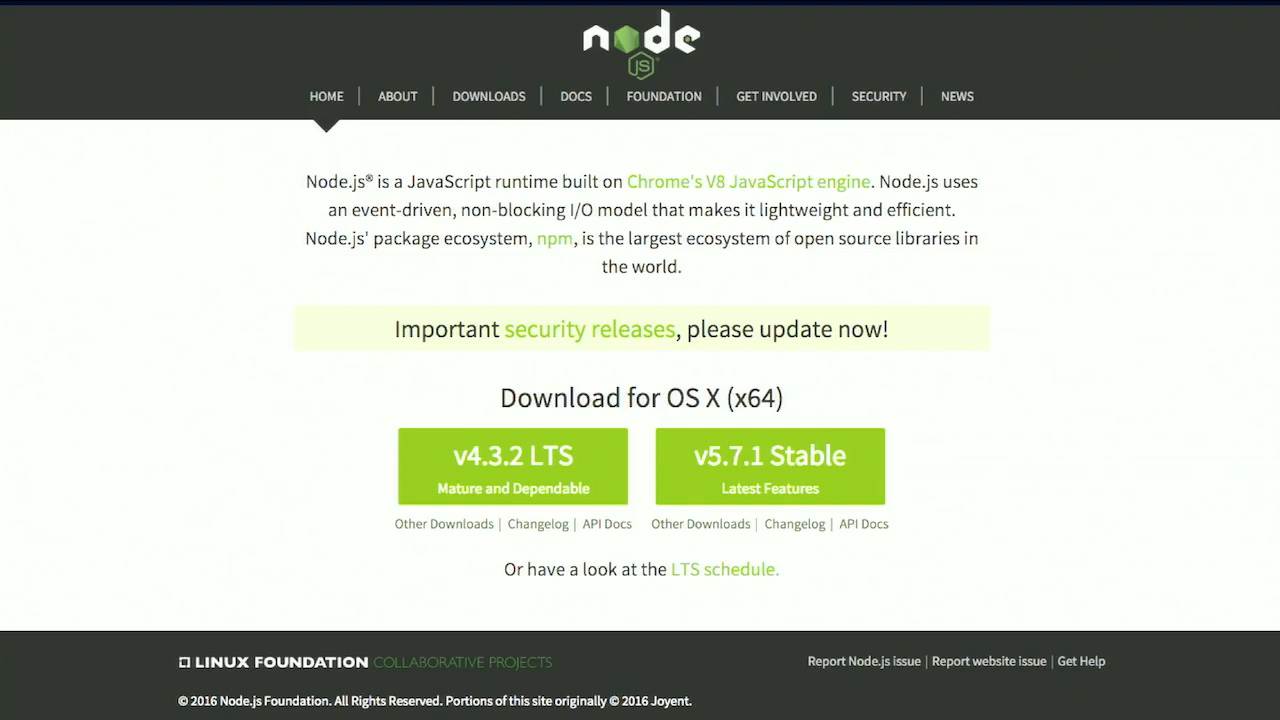 node
JS
HOME | ABOUT | DOWNLOADS | DOCS | FOUNDATION | GET INVOLVED | SECURITY | NEWS
Node.js® is a JavaScript runtime built on Chrome's V8 JavaScript engine. Node.js uses
an event-driven, non-blocking I/O model that makes it lightweight and efficient.
Node.js' package ecosystem, npm, is the largest ecosystem of open source libraries in
the world.
Important security releases, please update now!
Download for OS X (x64)
v4.3.2 LTS
Mature and Dependable
v5.7.1 Stable
Latest Features
Other Downloads | Changelog | API Docs
Other Downloads | Changelog | API Docs
Or have a look at the LTS schedule.
LINUX FOUNDATION COLLABORATIVE PROJECTS
Report Node.js issue | Report website issue | Get Help
© 2016 Node.js Foundation. All Rights Reserved. Portions of this site originally © 2016 Joyent.